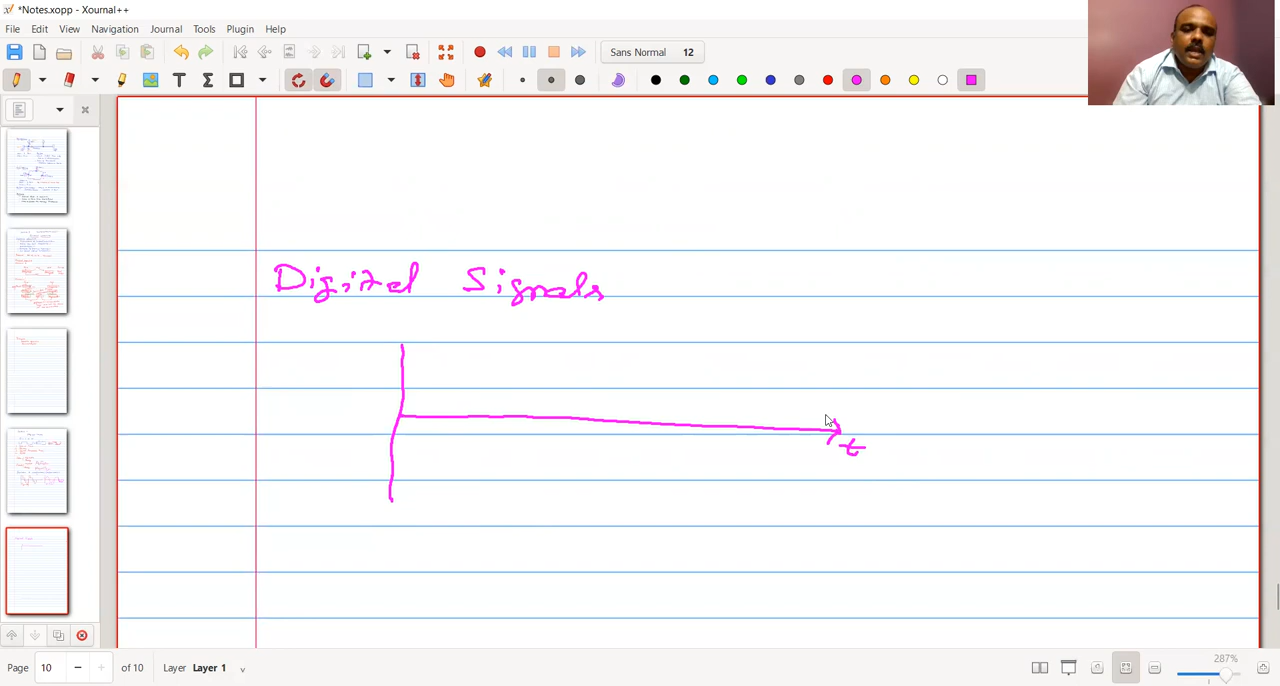 *Notes.xopp - Xournal++
File Edit View Navigation Journal Tools Plugin Help
Sans Normal 12
Digital Signals
t
Page 10 of 10 Layer Layer 1 287%